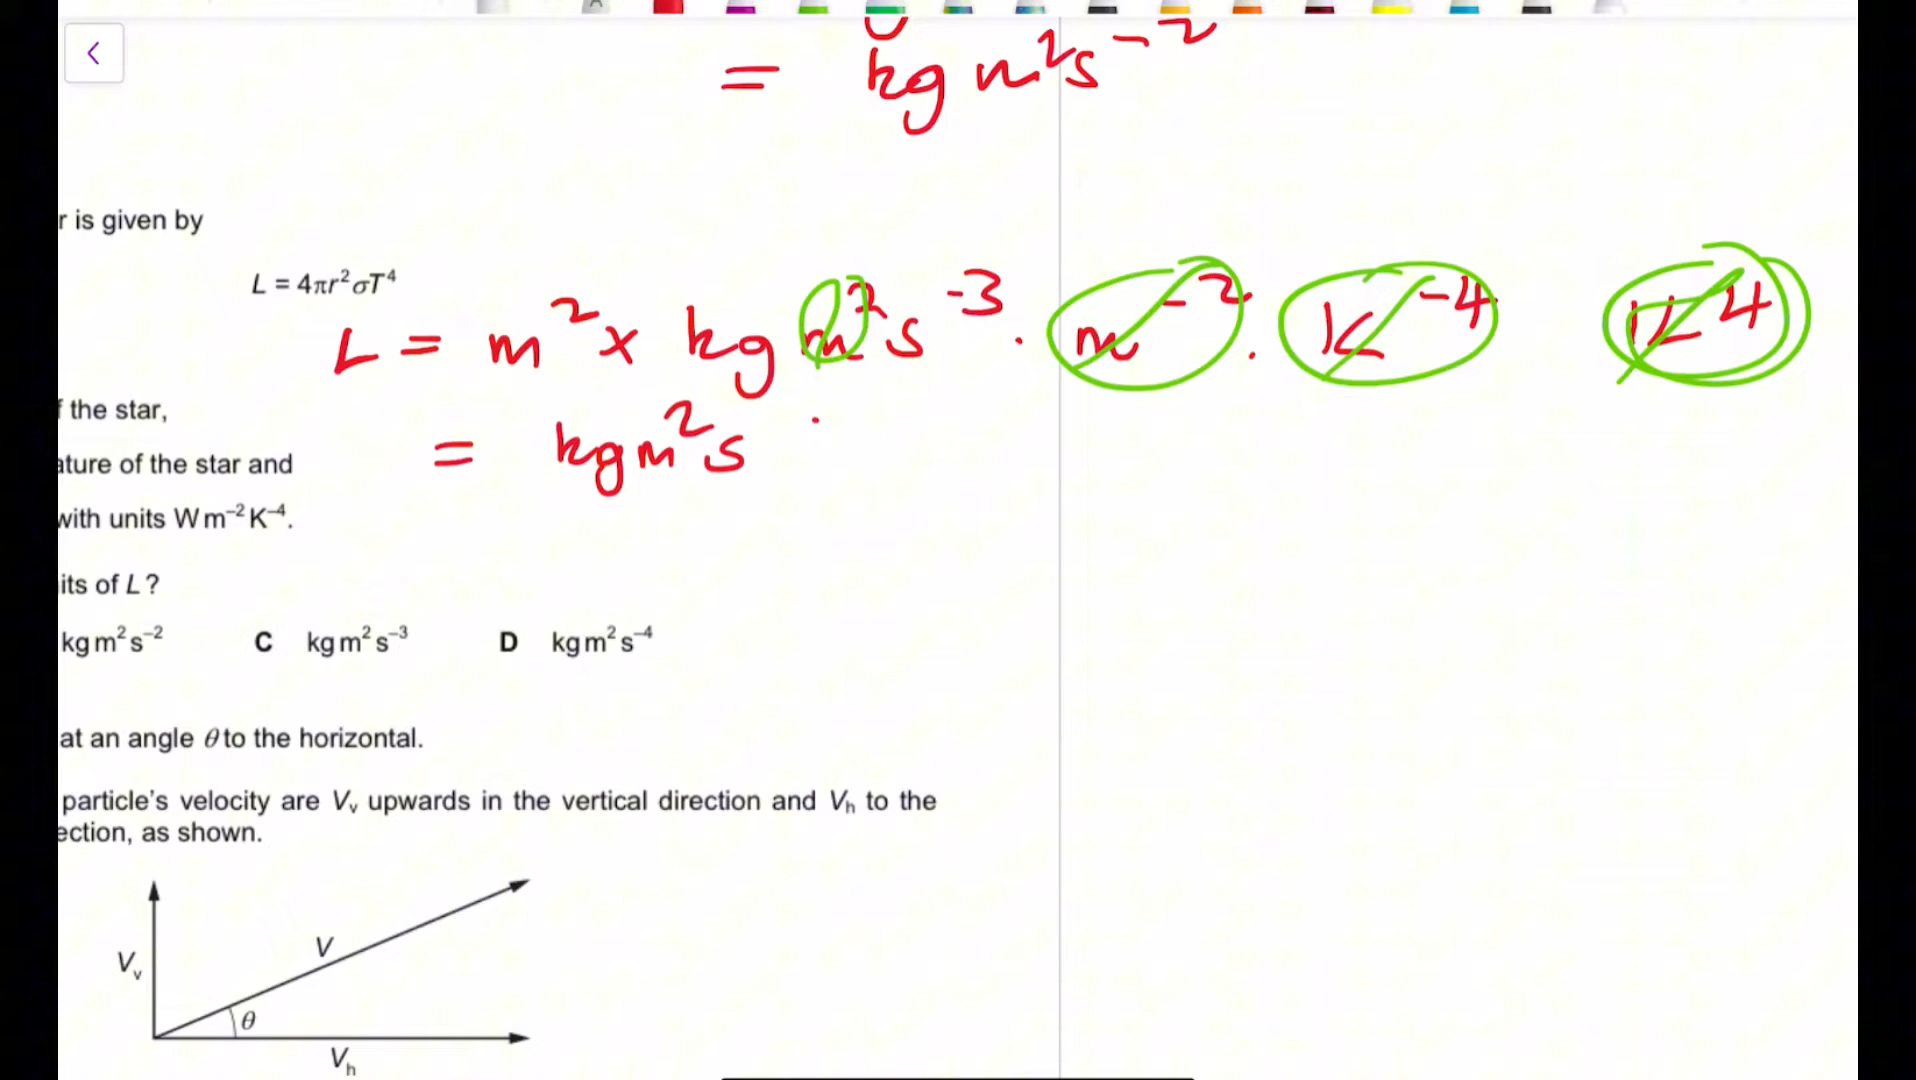 = kg m²s⁻²
r is given by
L = 4πr²σT⁴
L = m² x kg m²s⁻³ . m⁻² . K⁻⁴ K⁴
f the star,
= kgm²s
ature of the star and
with units W m⁻² K⁻⁴.
its of L?
kg m² s⁻² C kg m² s⁻³ D kg m² s⁻⁴
at an angle θ to the horizontal.
particle's velocity are Vᵥ upwards in the vertical direction and Vₕ to the
ection, as shown.
V
Vᵥ
θ
Vₕ